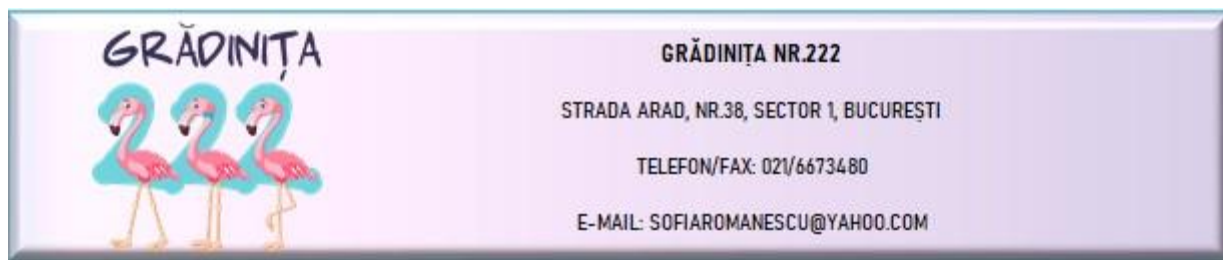 GRĂDINIȚA
222
GRĂDINIȚA NR.222
STRADA ARAD, NR.38, SECTOR 1, BUCUREȘTI
TELEFON/FAX: 021/6673480
E-MAIL: SOFIAROMANESCU@YAHOO.COM